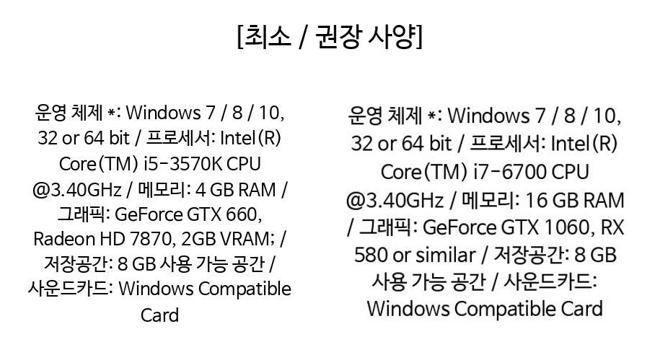 [최소 / 권장 사양]
운영 체제 *: Windows 7 / 8 / 10,
32 or 64 bit / 프로세서: Intel(R)
Core(TM) i5-3570K CPU
@3.40GHz / 메모리: 4 GB RAM /
그래픽: GeForce GTX 660,
Radeon HD 7870, 2GB VRAM; /
저장공간: 8 GB 사용 가능 공간 /
사운드카드: Windows Compatible
Card
운영 체제 *: Windows 7 / 8 / 10,
32 or 64 bit / 프로세서: Intel(R)
Core(TM) i7-6700 CPU
@3.40GHz / 메모리: 16 GB RAM
/ 그래픽: GeForce GTX 1060, RX
580 or similar / 저장공간: 8 GB
사용 가능 공간 / 사운드카드:
Windows Compatible Card